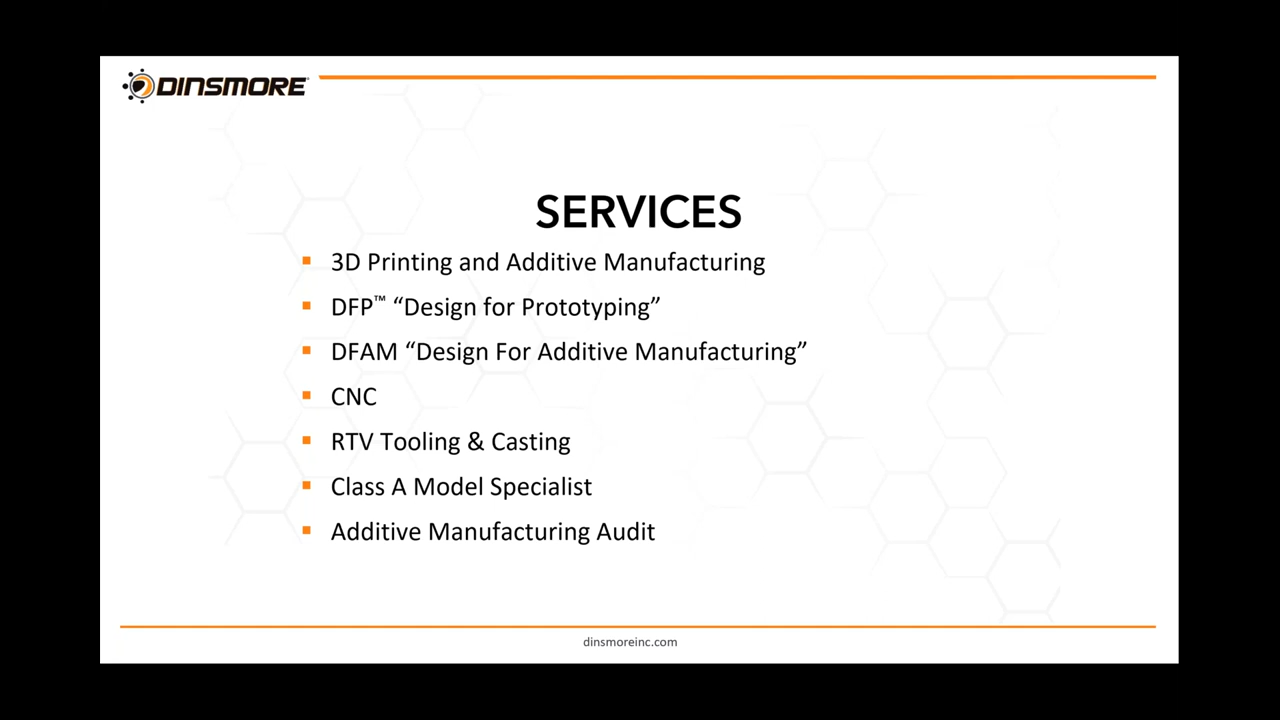 DINSMORE
SERVICES
3D Printing and Additive Manufacturing
DFP™ “Design for Prototyping”
DFAM “Design For Additive Manufacturing”
CNC
RTV Tooling & Casting
Class A Model Specialist
Additive Manufacturing Audit
dinsmoreinc.com